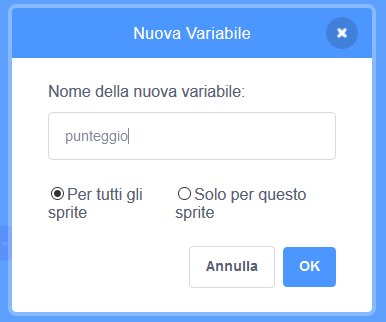 Nuova Variabile
Nome della nuova variabile:
punteggio
Per tutti gli
sprite
Solo per questo
sprite
Annulla
OK